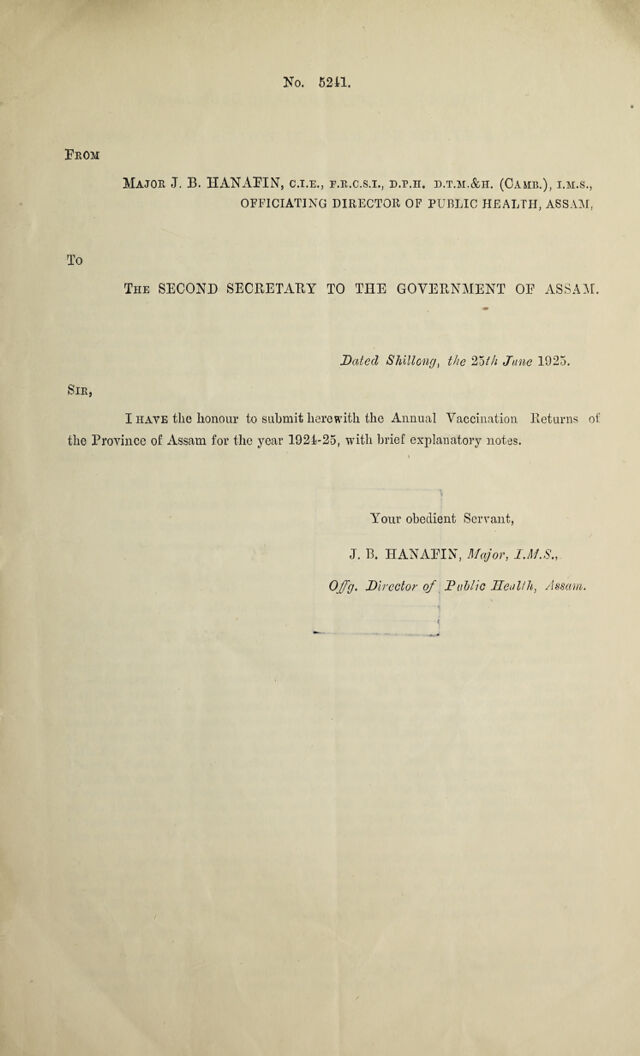 No. 5241.
FROM
MAJOR J. B. HANAFIN, C.I.E., F.R.C.S.I., D.P.H. D.T.M.&H. (CAMB.), I.M.S.,
OFFICIATING DIRECTOR OF PUBLIC HEALTH, ASSAM,
To
THE SECOND SECRETARY TO THE GOVERNMENT OF ASSAM.
Dated Shillong, the 25th June 1925.
SIR,
I HAVE the honour to submit herewith the Annual Vaccination Returns of
the Province of Assam for the year 1924-25, with brief explanatory notes.
Your obedient Servant,
J. B. HANAFIN, Major, I.M.S.,
Offg. Director of Public Health, Assam.